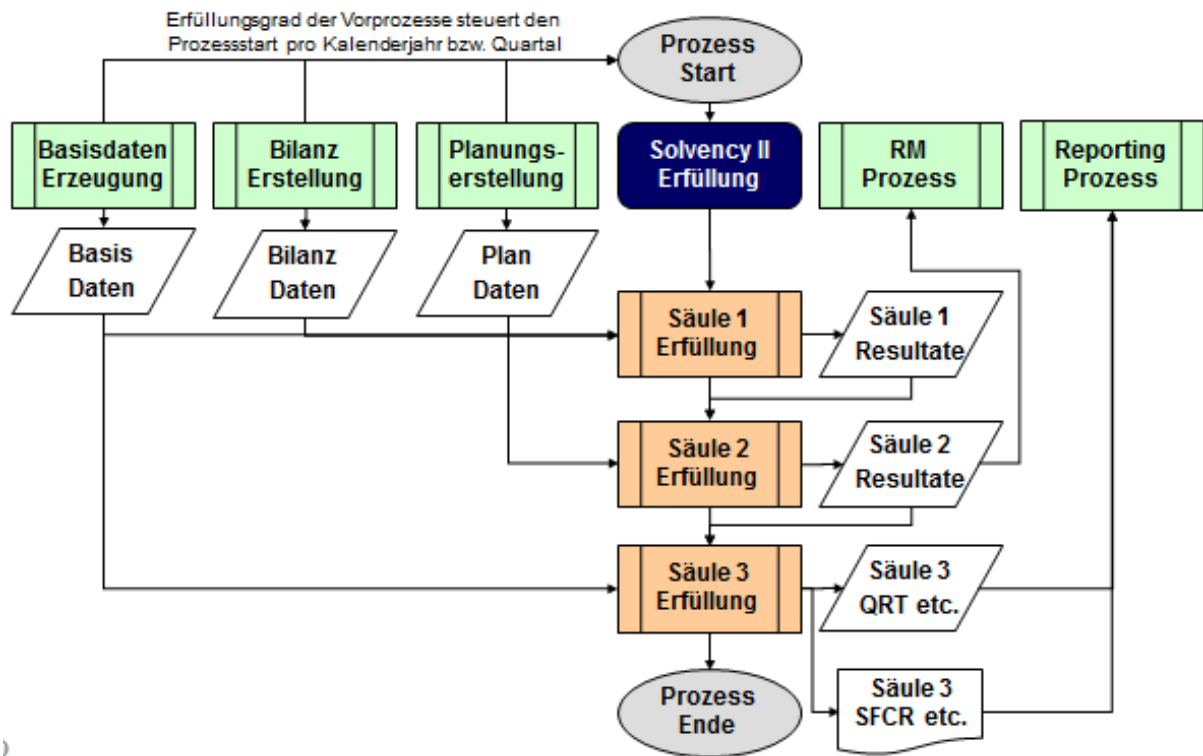 Erfüllungsgrad der Vorprozesse steuert den
Prozessstart pro Kalenderjahr bzw. Quartal
Prozess
Start
Basisdaten
Erzeugung
Bilanz
Erstellung
Planungs-
erstellung
Solvency II
Erfüllung
RM
Prozess
Reporting
Prozess
Basis
Daten
Bilanz
Daten
Plan
Daten
Säule 1
Erfüllung
Säule 1
Resultate
Säule 2
Erfüllung
Säule 2
Resultate
Säule 3
Erfüllung
Säule 3
QRT etc.
Prozess
Ende
Säule 3
SFCR etc.